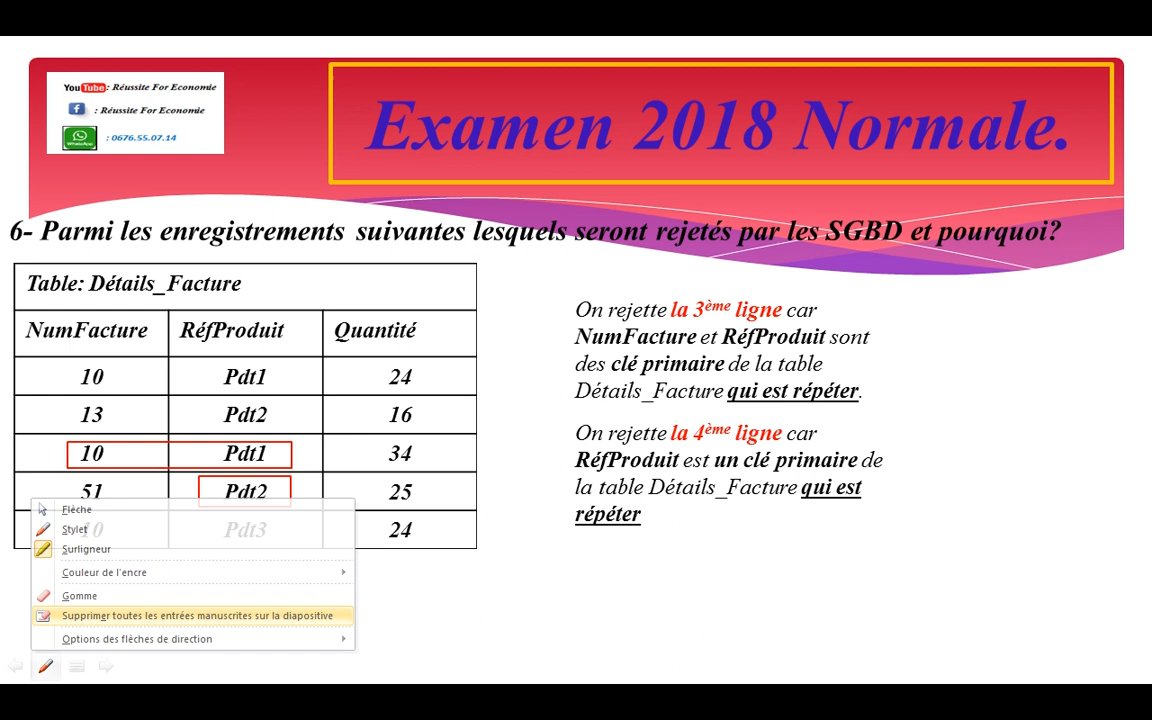 YouTube : Réussite For Economie
f : Réussite For Economie
WhatsApp : 0676.55.07.14
Examen 2018 Normale.
6- Parmi les enregistrements suivantes lesquels seront rejetés par les SGBD et pourquoi?
Table: Détails_Facture
NumFacture RéfProduit Quantité
10 Pdt1 24
13 Pdt2 16
10 Pdt1 34
51 Pdt2 25
10 Pdt3 24
On rejette la 3ème ligne car
NumFacture et RéfProduit sont
des clé primaire de la table
Détails_Facture qui est répéter.
On rejette la 4ème ligne car
RéfProduit est un clé primaire de
la table Détails_Facture qui est
répéter
Flèche
Stylet
Surligneur
Couleur de l'encre
Gomme
Supprimer toutes les entrées manuscrites sur la diapositive
Options des flèches de direction